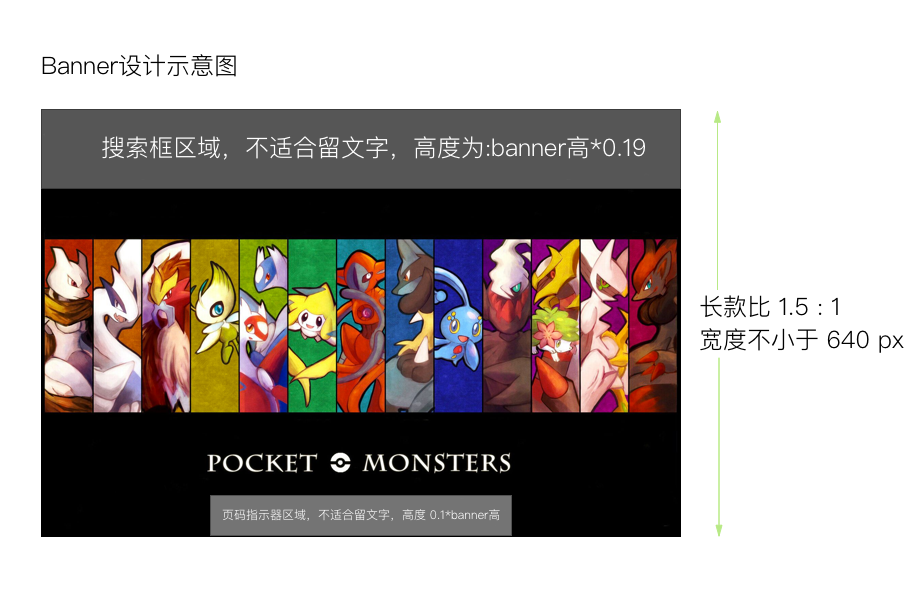 Banner设计示意图
搜索框区域，不适合留文字，高度为:banner高*0.19
长款比 1.5 : 1
宽度不小于 640 px
POCKET MONSTERS
页码指示器区域，不适合留文字，高度 0.1*banner高